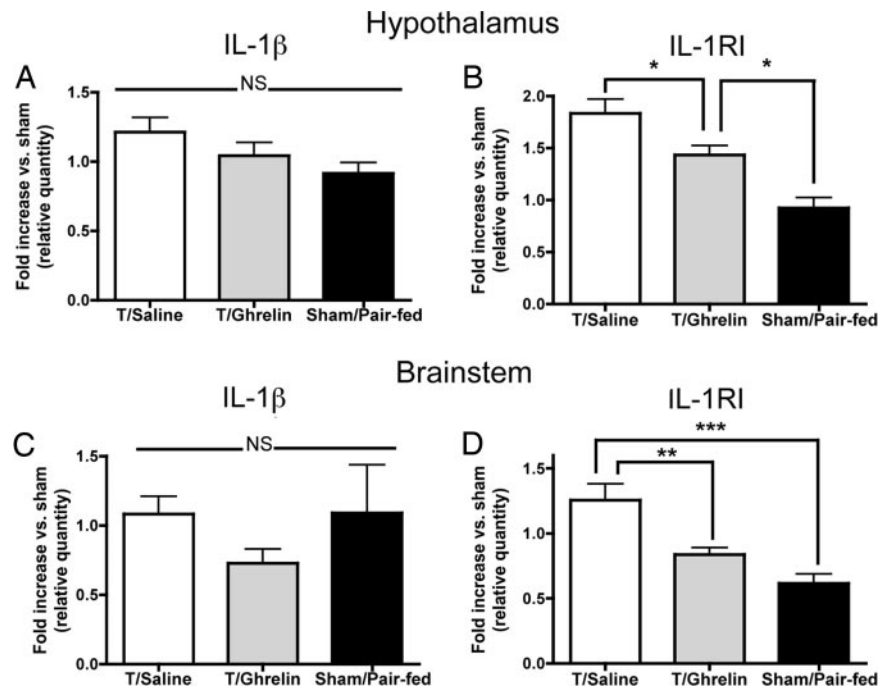 Hypothalamus
A
IL-1β
NS
Fold increase vs. sham
(relative quantity)
1.5
1.0
0.5
0.0
T/Saline T/Ghrelin Sham/Pair-fed
B
IL-1RI
* *
Fold increase vs. sham
(relative quantity)
2.0
1.5
1.0
0.5
0.0
T/Saline T/Ghrelin Sham/Pair-fed
Brainstem
C
IL-1β
NS
Fold increase vs. sham
(relative quantity)
1.5
1.0
0.5
0.0
T/Saline T/Ghrelin Sham/Pair-fed
D
IL-1RI
***
**
Fold increase vs. sham
(relative quantity)
1.5
1.0
0.5
0.0
T/Saline T/Ghrelin Sham/Pair-fed